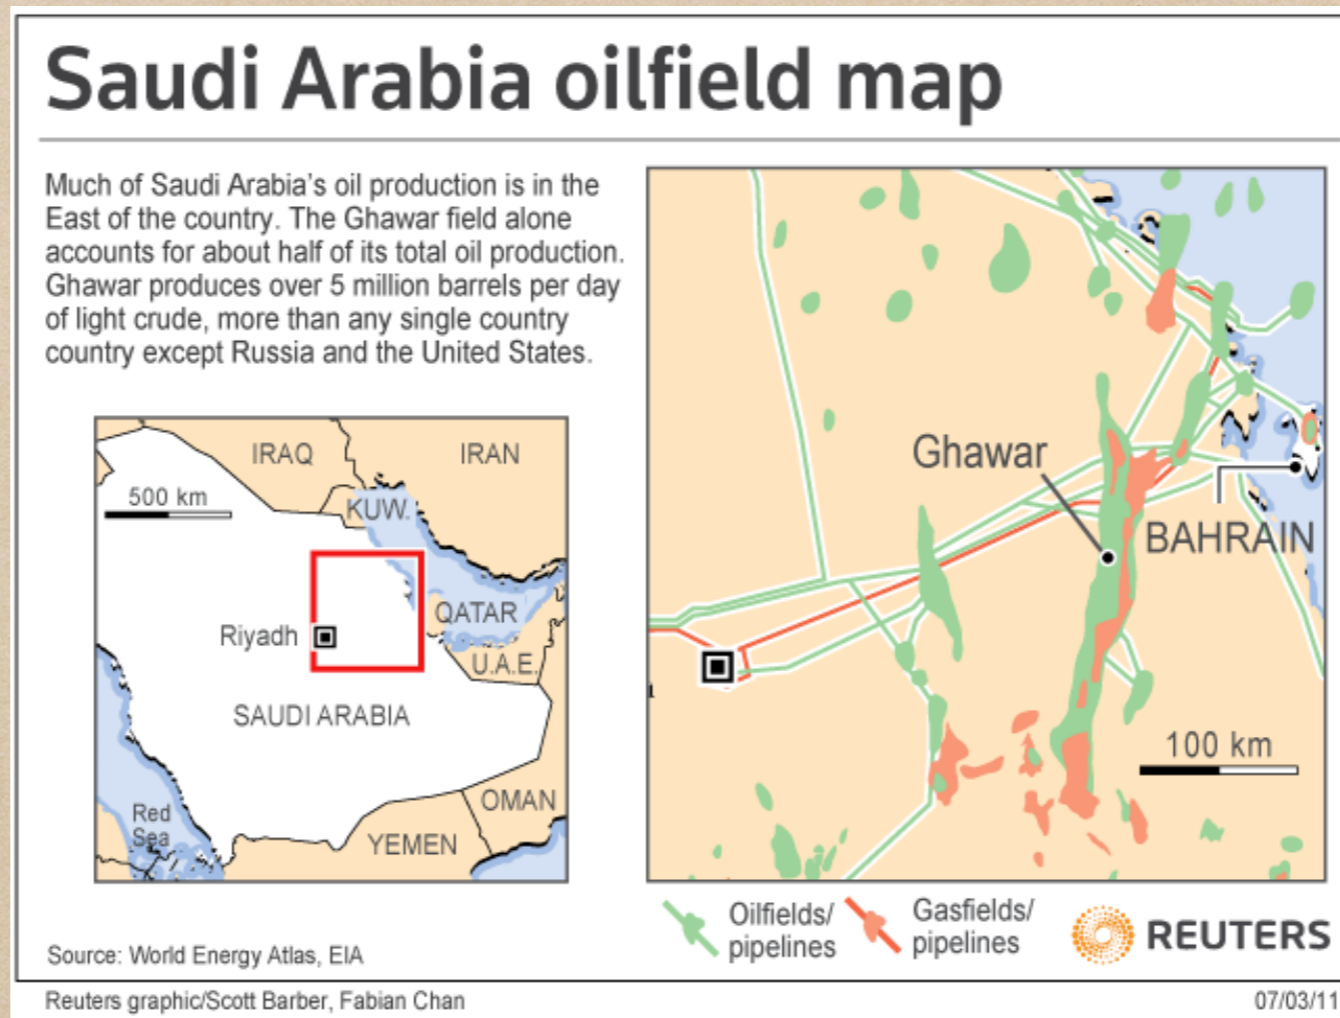 Saudi Arabia oilfield map
Much of Saudi Arabia's oil production is in the
East of the country. The Ghawar field alone
accounts for about half of its total oil production.
Ghawar produces over 5 million barrels per day
of light crude, more than any single country
country except Russia and the United States.
IRAQ
IRAN
500 km
KUW.
QATAR
Riyadh
U.A.E.
SAUDI ARABIA
OMAN
Red
Sea
YEMEN
Ghawar
BAHRAIN
100 km
Oilfields/
pipelines
Gasfields/
pipelines
REUTERS
Source: World Energy Atlas, EIA
Reuters graphic/Scott Barber, Fabian Chan
07/03/11